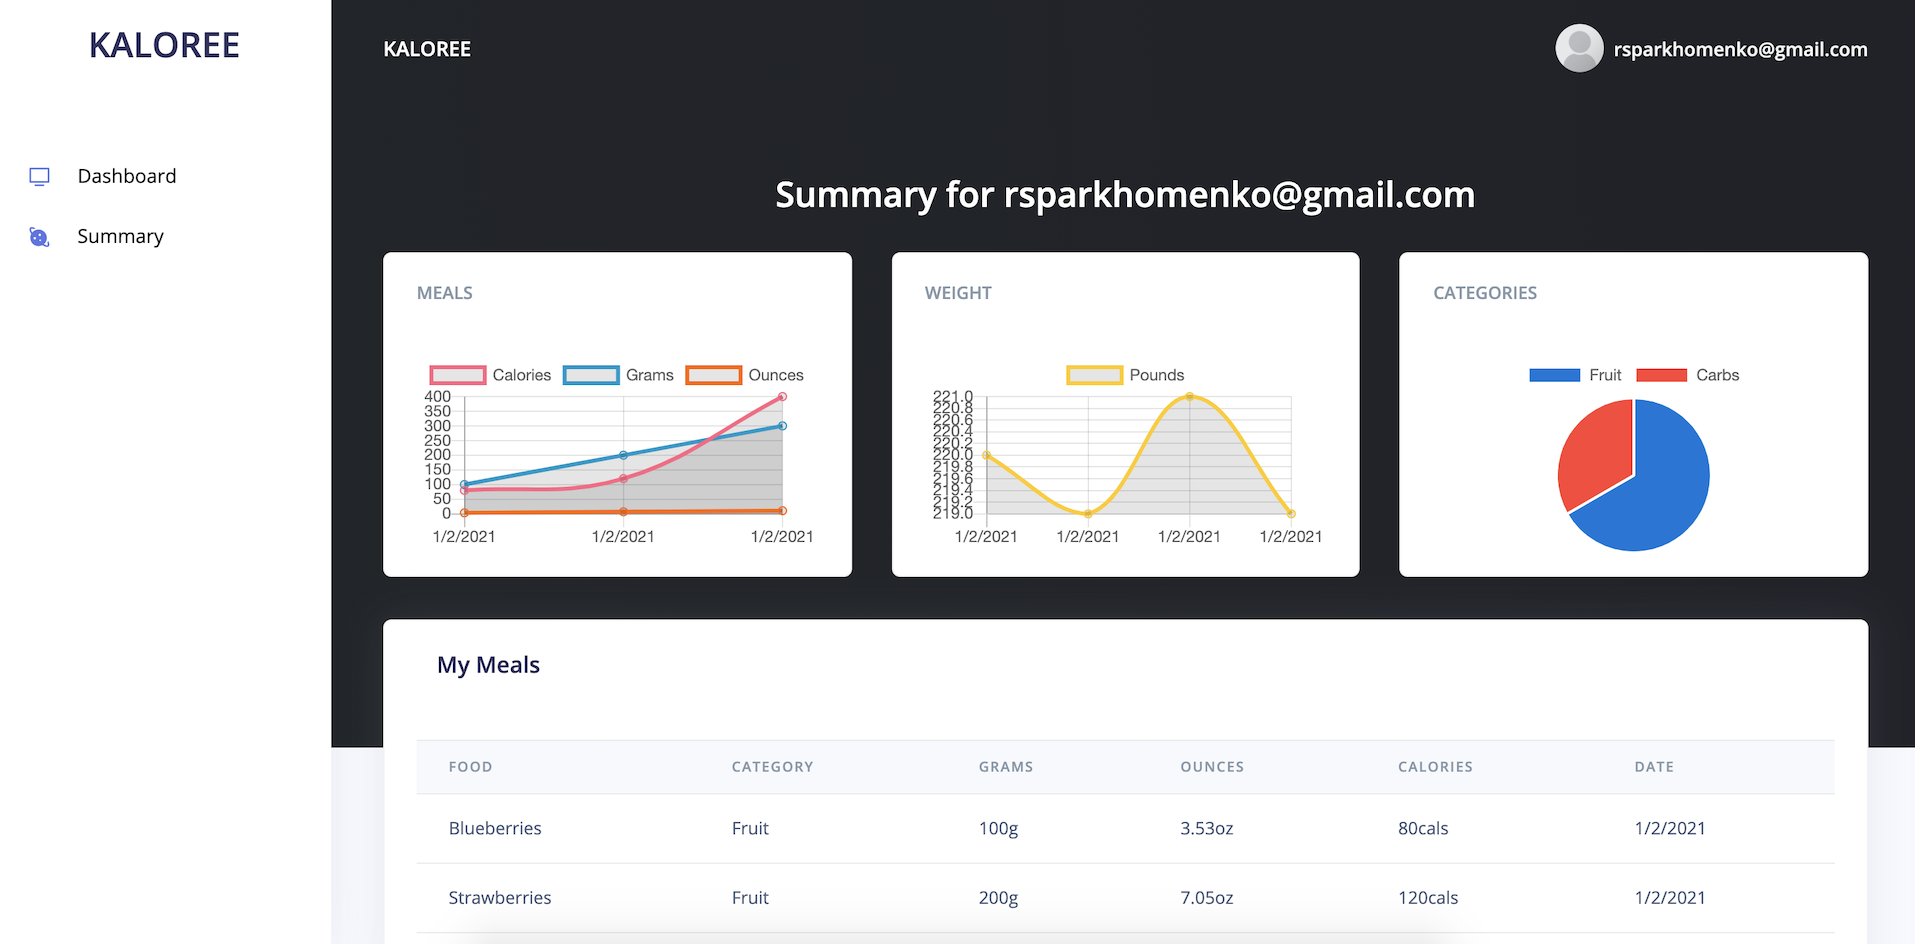 KALOREE
Dashboard
Summary
KALOREE
rsparkhomenko@gmail.com
Summary for rsparkhomenko@gmail.com
MEALS
Calories Grams Ounces
400
350
300
250
200
150
100
50
0
1/2/2021 1/2/2021 1/2/2021
WEIGHT
Pounds
221.0
220.8
220.6
220.4
220.2
220.0
219.8
219.6
219.4
219.2
219.0
1/2/2021 1/2/2021 1/2/2021 1/2/2021
CATEGORIES
Fruit Carbs
My Meals
FOOD CATEGORY GRAMS OUNCES CALORIES DATE
Blueberries Fruit 100g 3.53oz 80cals 1/2/2021
Strawberries Fruit 200g 7.05oz 120cals 1/2/2021